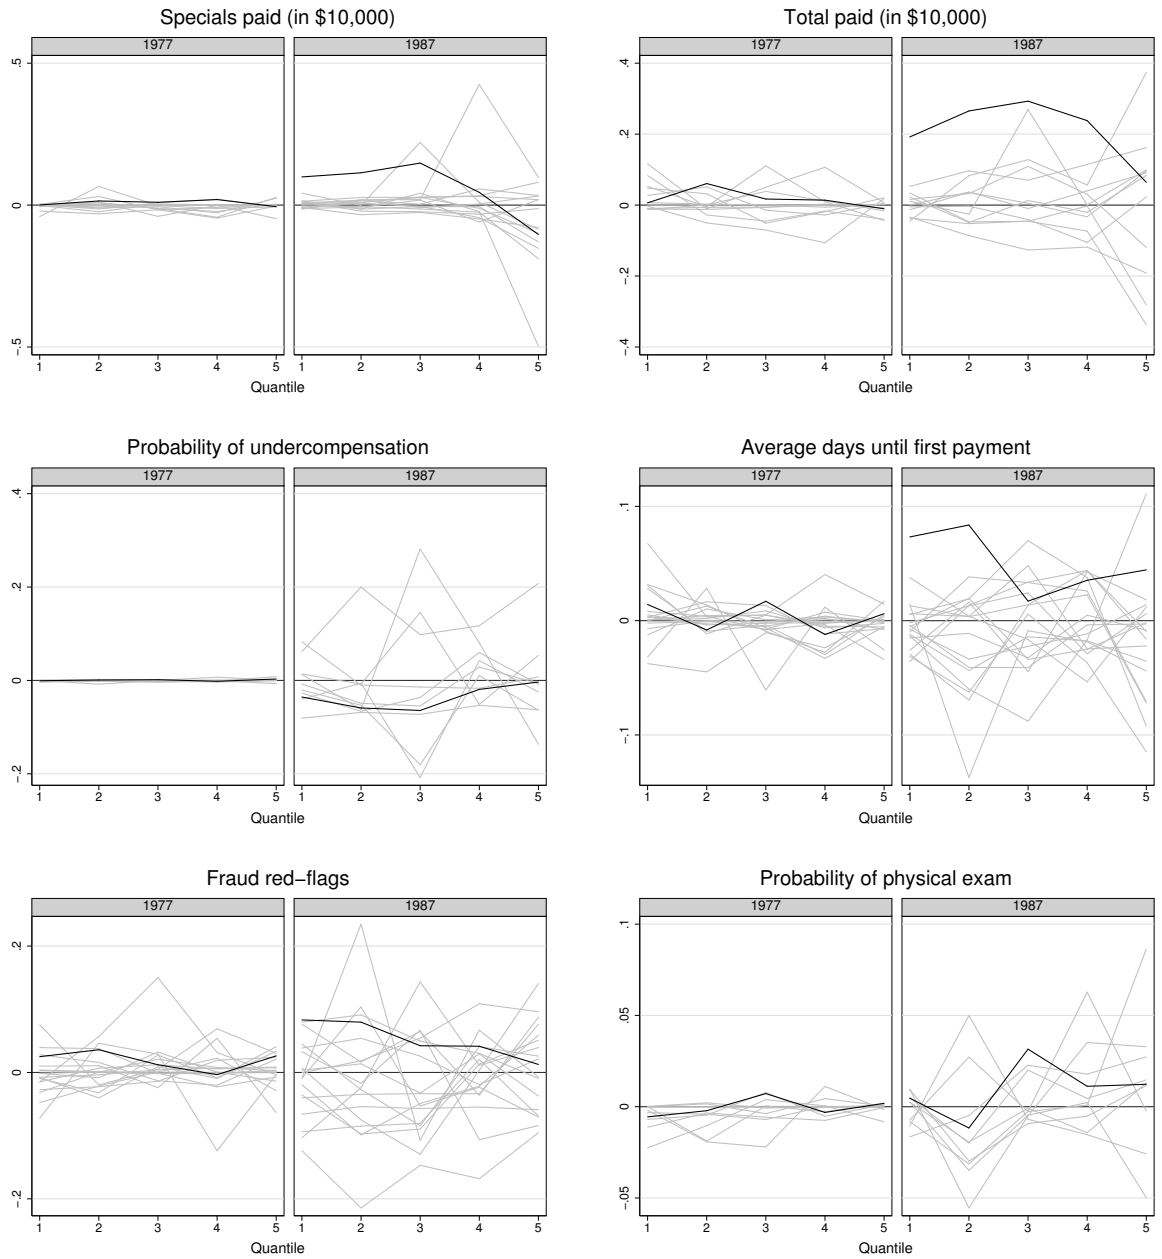 Specials paid (in $10,000)
1977 1987
.5
0
-.5
1 2 3 4 5 1 2 3 4 5
Quantile
Total paid (in $10,000)
1977 1987
.4
.2
0
-.2
-.4
1 2 3 4 5 1 2 3 4 5
Quantile
Probability of undercompensation
1977 1987
.4
.2
0
-.2
1 2 3 4 5 1 2 3 4 5
Quantile
Average days until first payment
1977 1987
.1
0
-.1
1 2 3 4 5 1 2 3 4 5
Quantile
Fraud red−flags
1977 1987
.2
0
-.2
1 2 3 4 5 1 2 3 4 5
Quantile
Probability of physical exam
1977 1987
.1
.05
0
-.05
1 2 3 4 5 1 2 3 4 5
Quantile